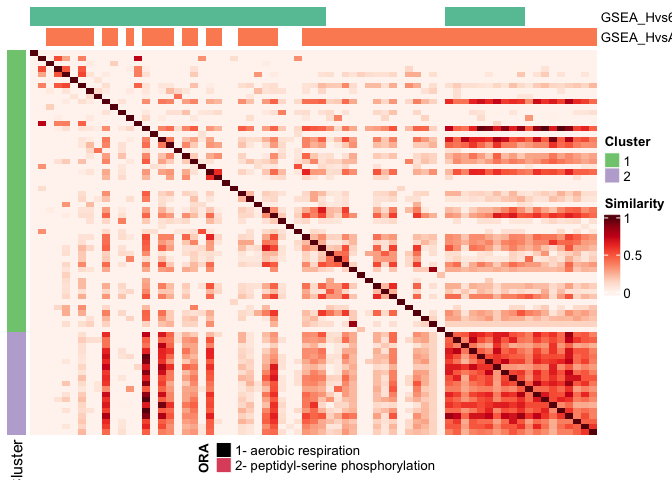 GSEA_Hvs6
GSEA_HvsA
Cluster
1
2
Similarity
1
0.5
0
cluster
ORA
1- aerobic respiration
2- peptidyl-serine phosphorylation